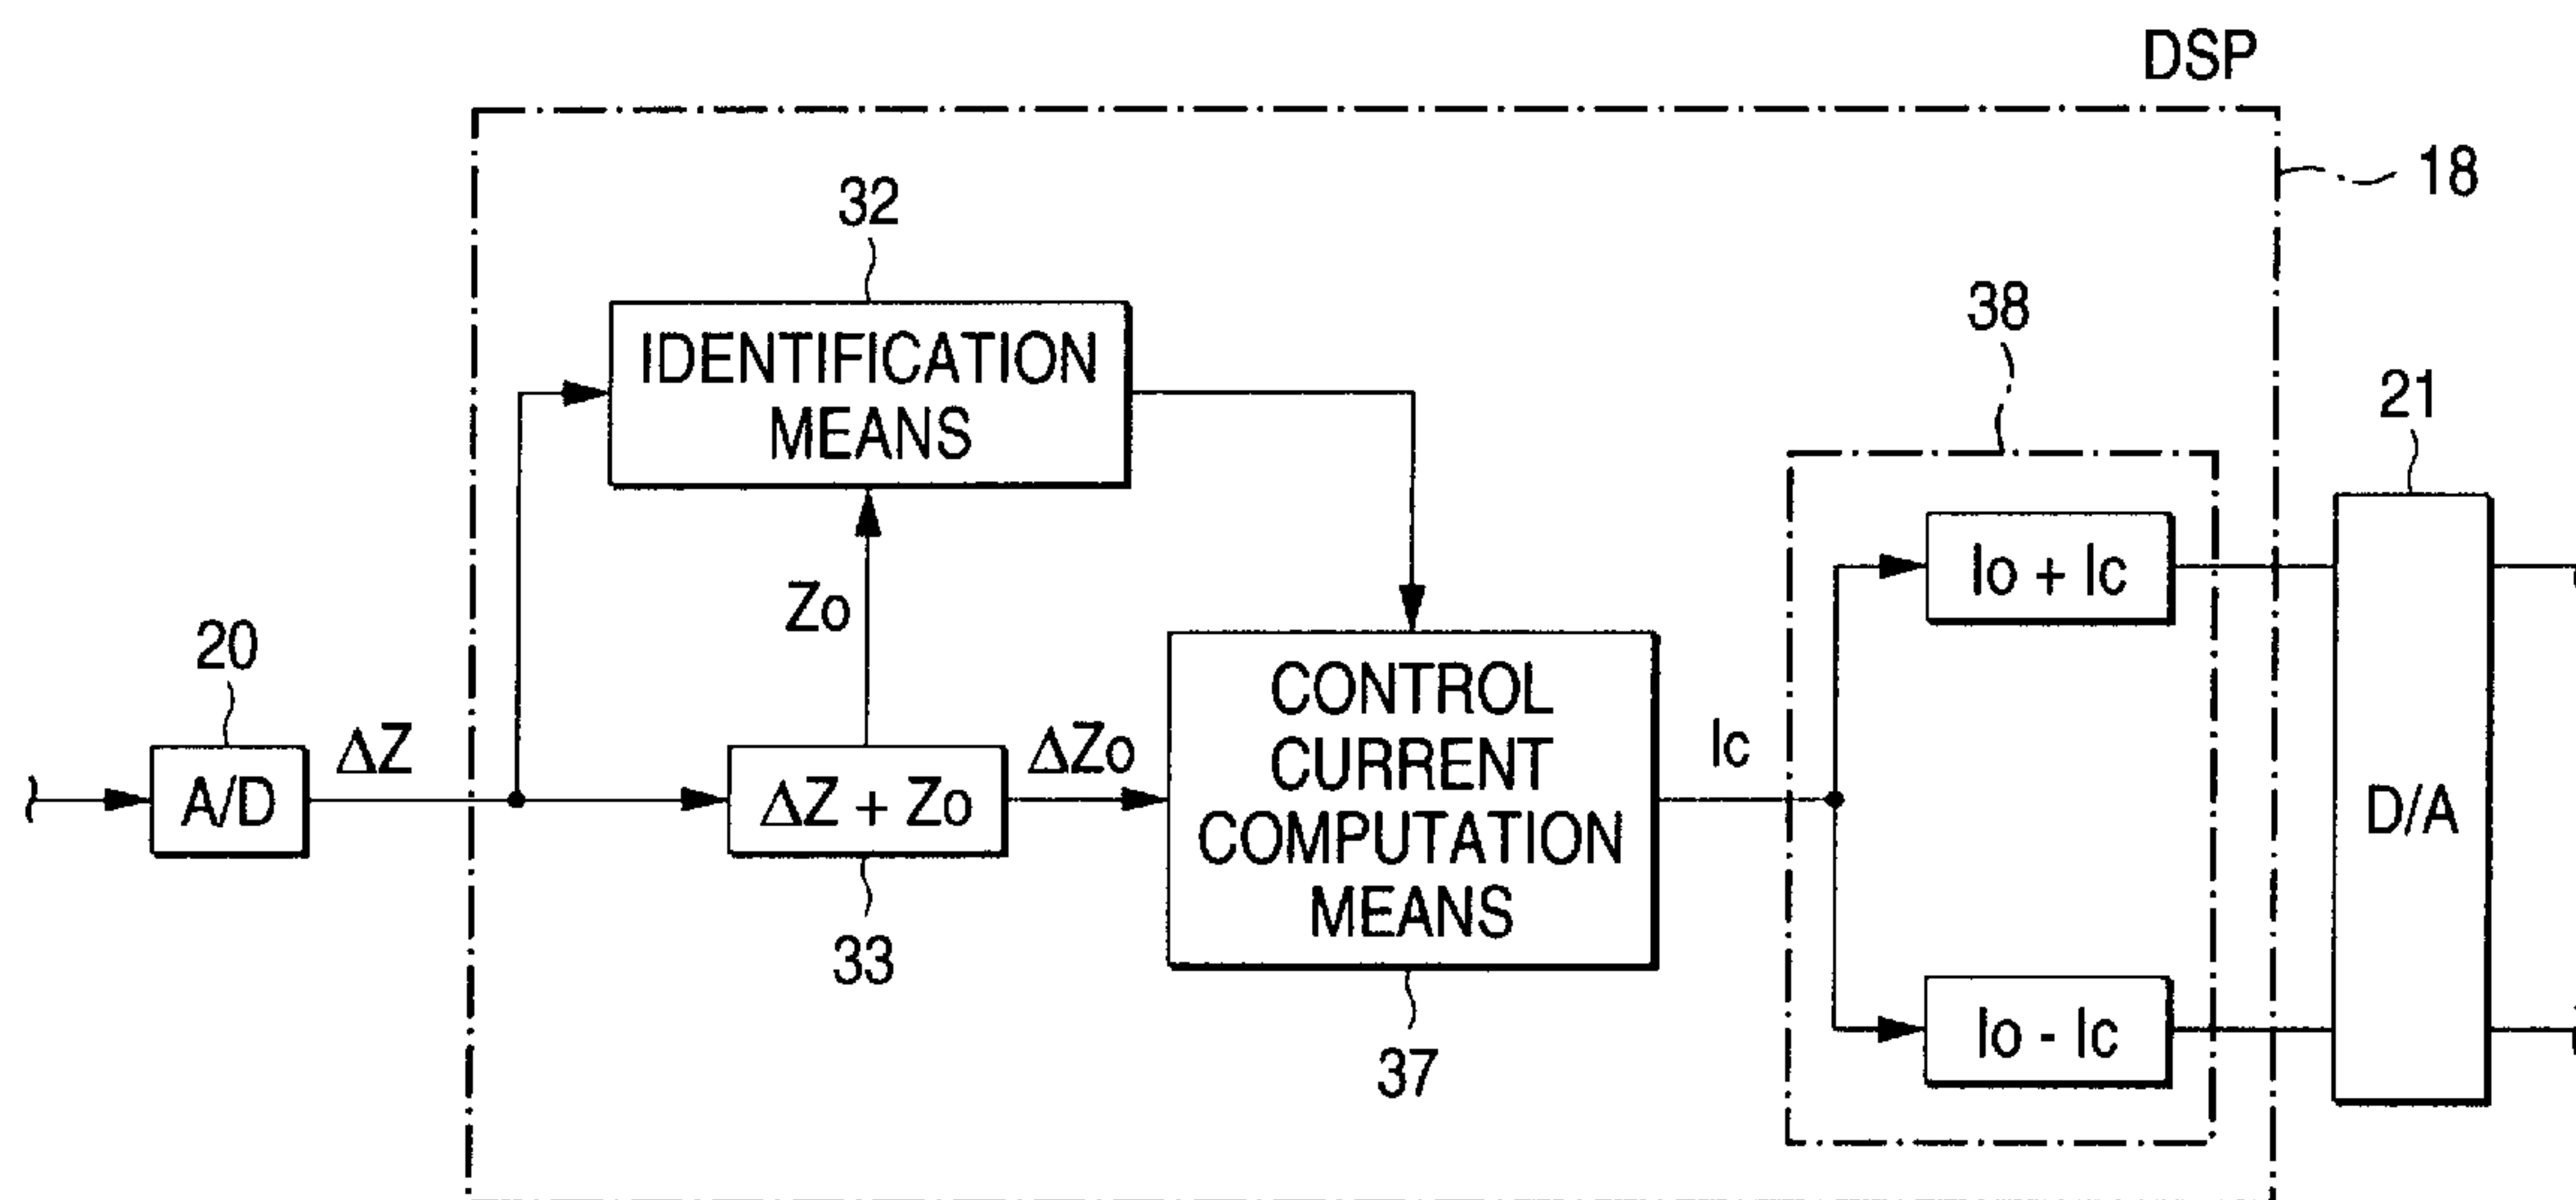 DSP
18
32
IDENTIFICATION
MEANS
38
21
Zo
Io + Ic
20
A/D
ΔZ
ΔZ + Zo
33
ΔZo
CONTROL
CURRENT
COMPUTATION
MEANS
37
Ic
D/A
Io - Ic